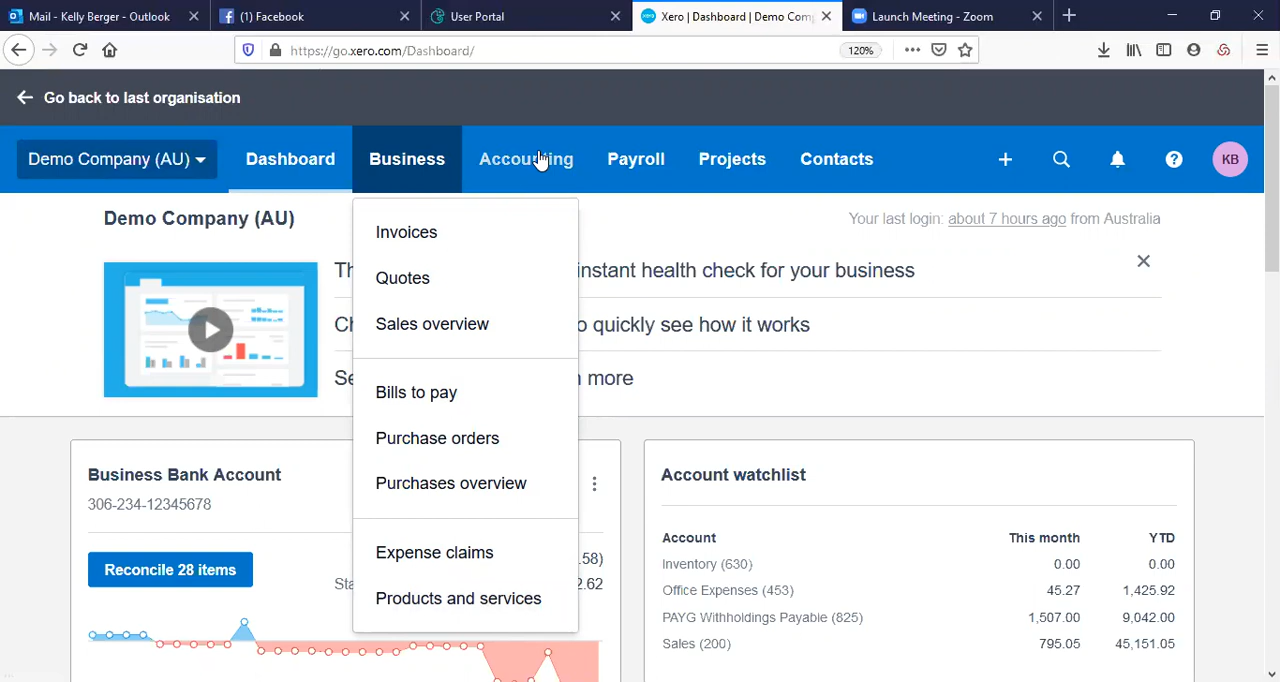 Mail - Kelly Berger - Outlook
(1) Facebook
User Portal
Xero | Dashboard | Demo Com
Launch Meeting - Zoom
https://go.xero.com/Dashboard/
120%
Go back to last organisation
Demo Company (AU)
Dashboard
Business
Accounting
Payroll
Projects
Contacts
KB
Demo Company (AU)
Your last login: about 7 hours ago from Australia
Invoices
Quotes
Sales overview
Bills to pay
Purchase orders
Purchases overview
Expense claims
Products and services
instant health check for your business
quickly see how it works
more
Business Bank Account
306-234-12345678
Reconcile 28 items
.58)
2.62
Account watchlist
Account This month YTD
Inventory (630) 0.00 0.00
Office Expenses (453) 45.27 1,425.92
PAYG Withholdings Payable (825) 1,507.00 9,042.00
Sales (200) 795.05 45,151.05